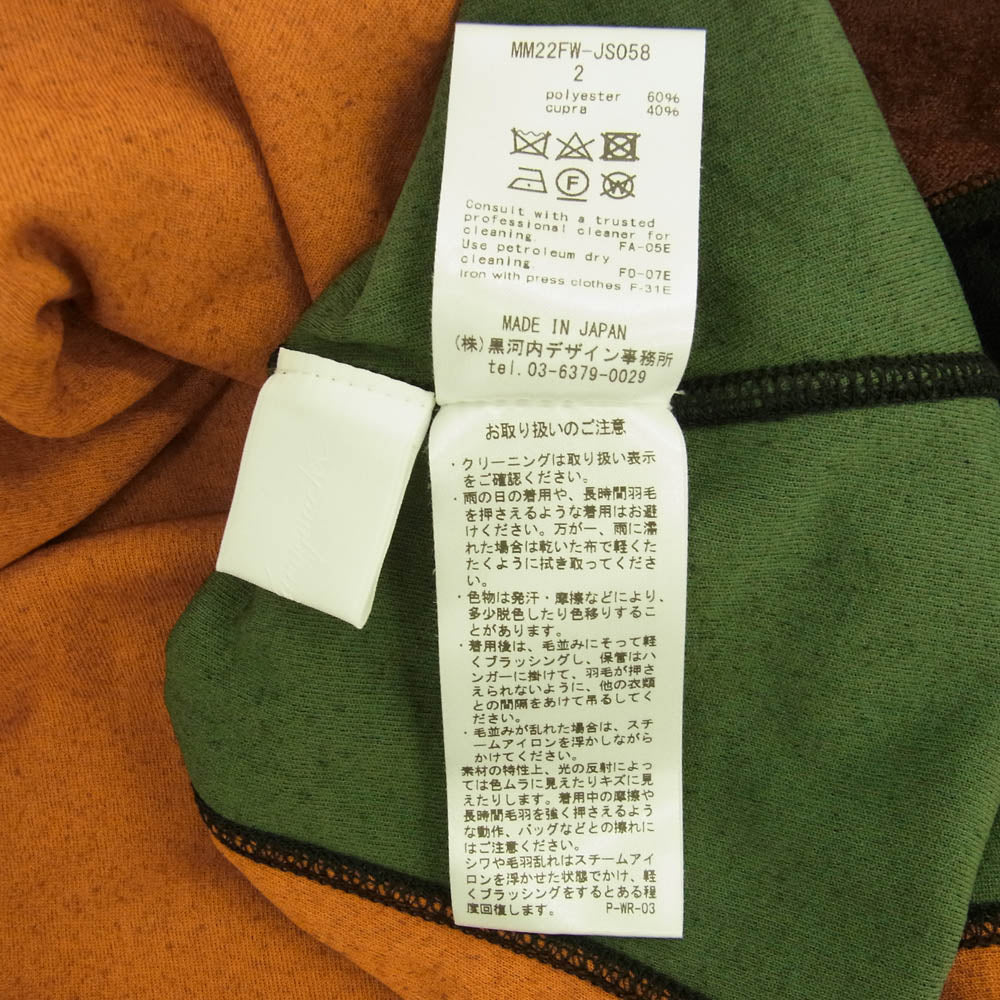 MM22FW-JS058
2
polyester 60%
cupra 40%
F
W
Consult with a trusted
professional cleaner for
cleaning. FA-05E
Use petroleum dry
cleaning. FD-07E
Iron with press clothes F-31E
MADE IN JAPAN
(株)黒河内デザイン事務所
tel.03-6379-0029
お取り扱いのご注意
・クリーニングは取り扱い表示
をご確認ください。
・雨の日の着用や、長時間羽毛
を押さえるような着用はお避
けください。万が一、雨に濡
れた場合は乾いた布で軽くた
たくように拭き取ってくださ
い。
・色物は発汗・摩擦などにより、
多少脱色したり色移りするこ
とがあります。
・着用後は、毛並みにそって軽
くブラッシングし、保管はハ
ンガーに掛けて、羽毛が押さ
えられないように、他の衣類
との間隔をあけて吊るしてく
ださい。
・毛並みが乱れた場合は、スチ
ームアイロンを浮かしながら
かけてください。
素材の特性上、光の反射によっ
ては色ムラに見えたりキズに見
えたりします。着用中の摩擦や
長時間毛羽を強く押さえるよう
な動作、バッグなどとの擦れに
はご注意ください。
シワや毛羽乱れはスチームアイ
ロンを浮かせた状態でかけ、軽
くブラッシングをするとある程
度回復します。 P-WR-03